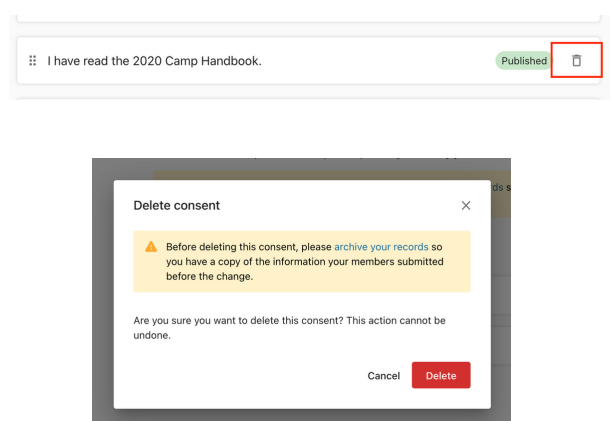 I have read the 2020 Camp Handbook.
Published
Delete consent
Before deleting this consent, please archive your records so
you have a copy of the information your members submitted
before the change.
Are you sure you want to delete this consent? This action cannot be
undone.
Cancel
Delete